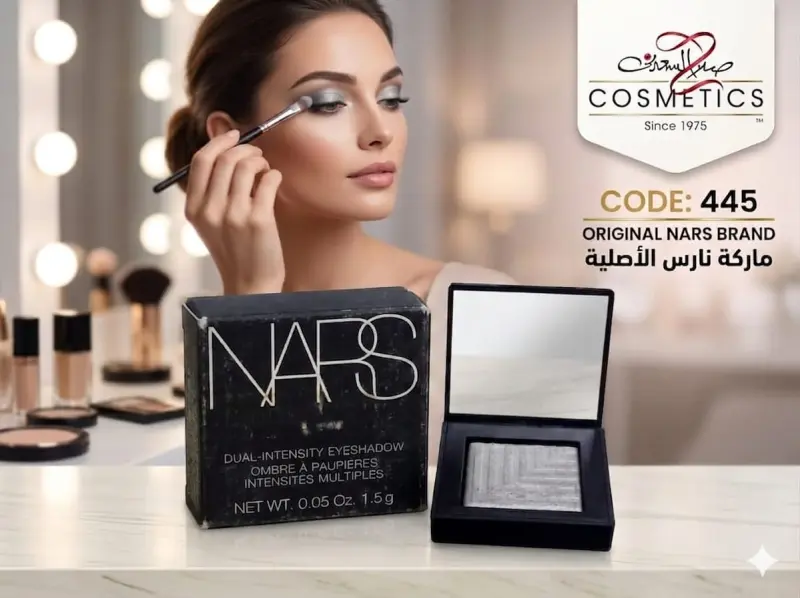 COSMETICS
Since 1975
TM
CODE: 445
ORIGINAL NARS BRAND
ماركة نارس الأصلية
NARS
DUAL-INTENSITY EYESHADOW
OMBRE À PAUPIERES
INTENSITÉS MULTIPLES
NET WT. 0.05 Oz. 1.5 g